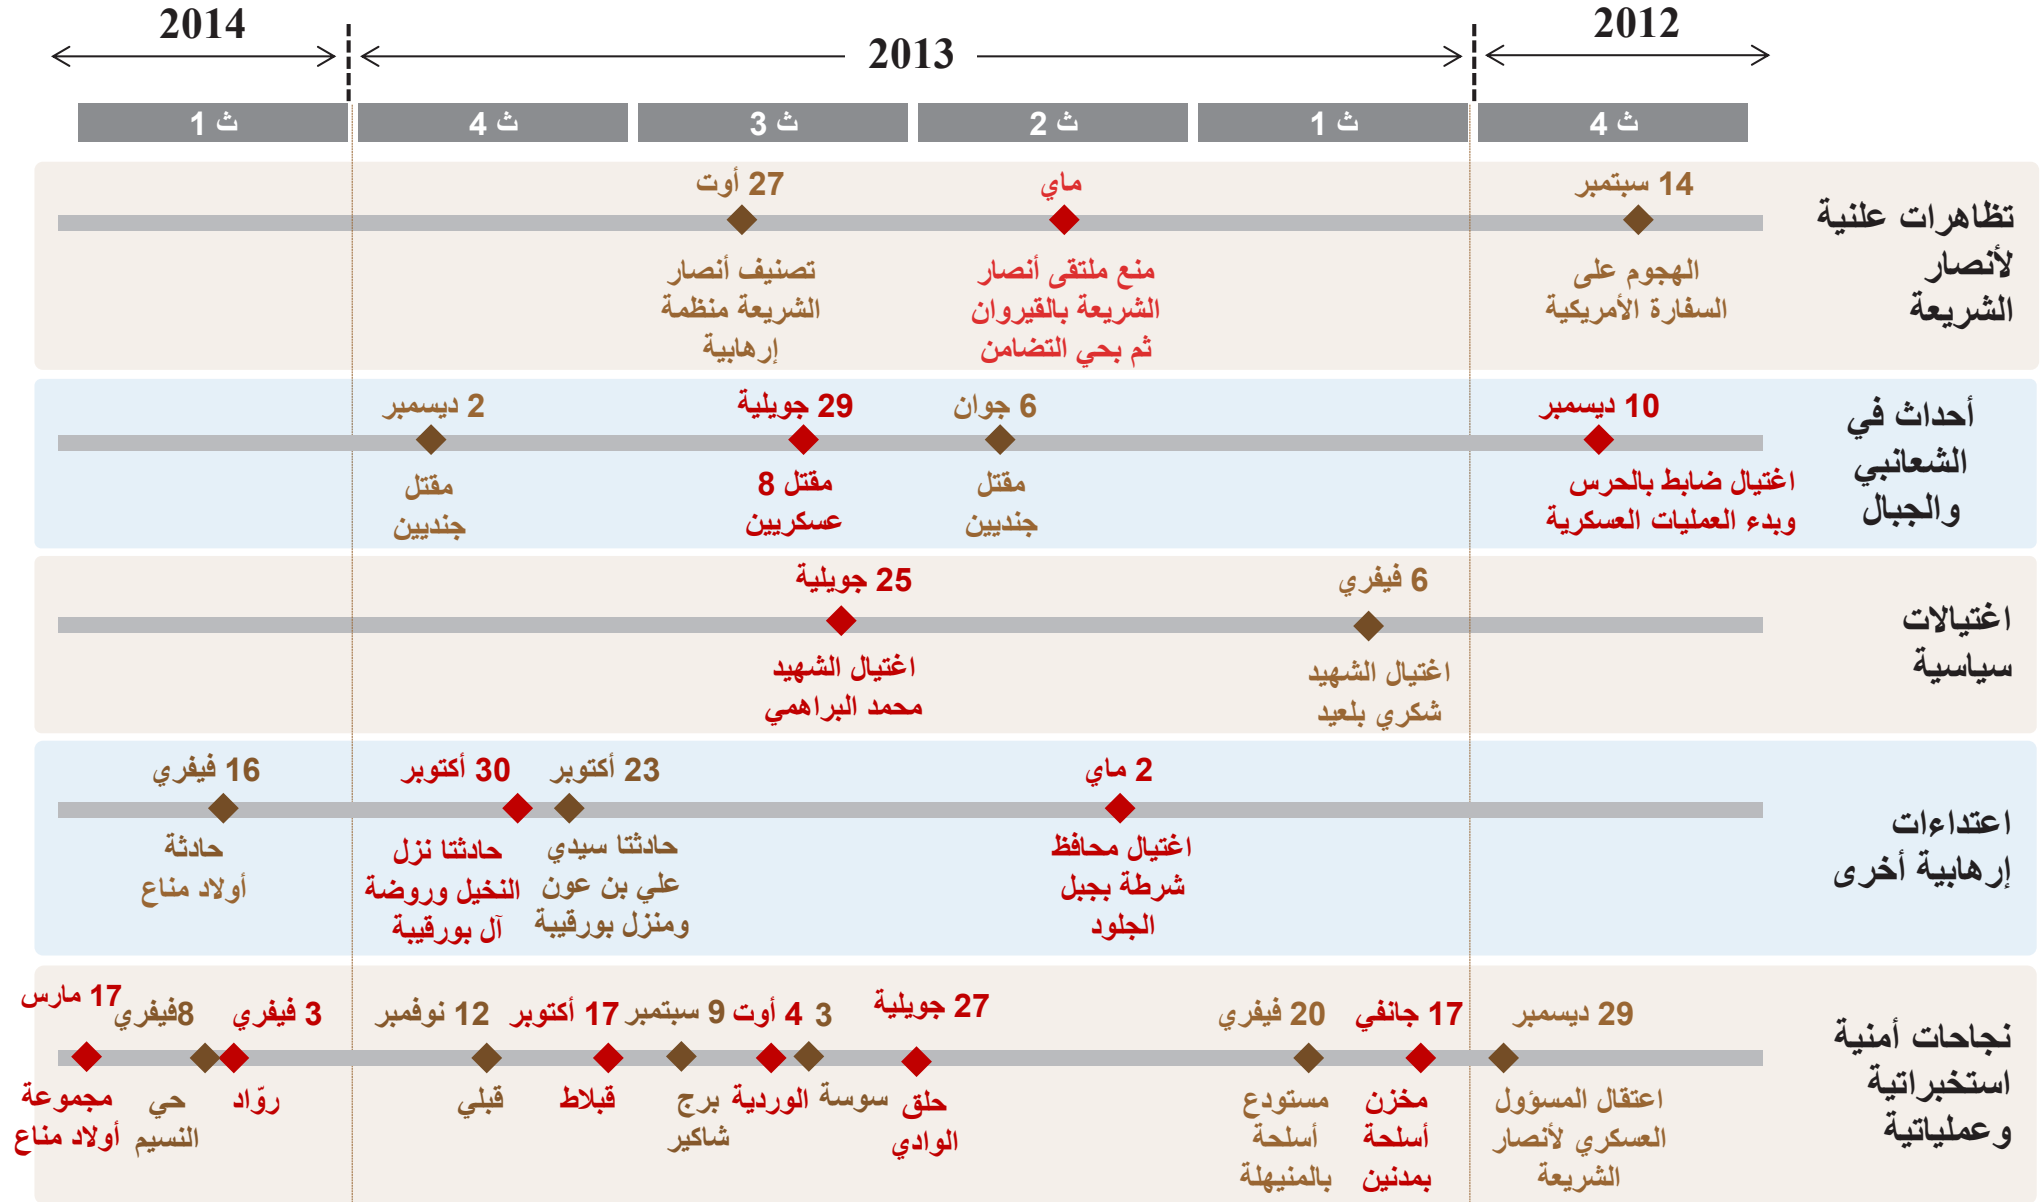 2012
2013
2014
ث 4
ث 1
ث 2
ث 3
ث 4
ث 1
تظاهرات علنية
لأنصار
الشريعة
14 سبتمبر
الهجوم على
السفارة الأمريكية
ماي
منع ملتقى أنصار
الشريعة بالقيروان
ثم بحي التضامن
27 أوت
تصنيف أنصار
الشريعة منظمة
إرهابية
أحداث في
الشعانبي
والجبال
10 ديسمبر
اغتيال ضابط بالحرس
وبدء العمليات العسكرية
6 جوان
مقتل
جنديين
29 جويلية
مقتل 8
عسكريين
2 ديسمبر
مقتل
جنديين
اغتيالات
سياسية
6 فيفري
اغتيال الشهيد
شكري بلعيد
25 جويلية
اغتيال الشهيد
محمد البراهمي
اعتداءات
إرهابية أخرى
2 ماي
اغتيال محافظ
شرطة بجبل
الجلود
23 أكتوبر
حادثتا سيدي
علي بن عون
ومنزل بورقيبة
30 أكتوبر
حادثتا نزل
النخيل وروضة
آل بورقيبة
16 فيفري
حادثة
أولاد مناع
نجاحات أمنية
استخبراتية
وعملياتية
29 ديسمبر
اعتقال المسؤول
العسكري لأنصار
الشريعة
17 جانفي
مخزن
أسلحة
بمدنين
20 فيفري
مستودع
أسلحة
بالمنيهلة
27 جويلية
حلق
الوادي
3
سوسة
4 أوت
الوردية
9 سبتمبر
برج
شاكير
17 أكتوبر
قبلاط
12 نوفمبر
قبلي
3 فيفري
روّاد
8فيفري
حي
النسيم
17 مارس
مجموعة
أولاد مناع